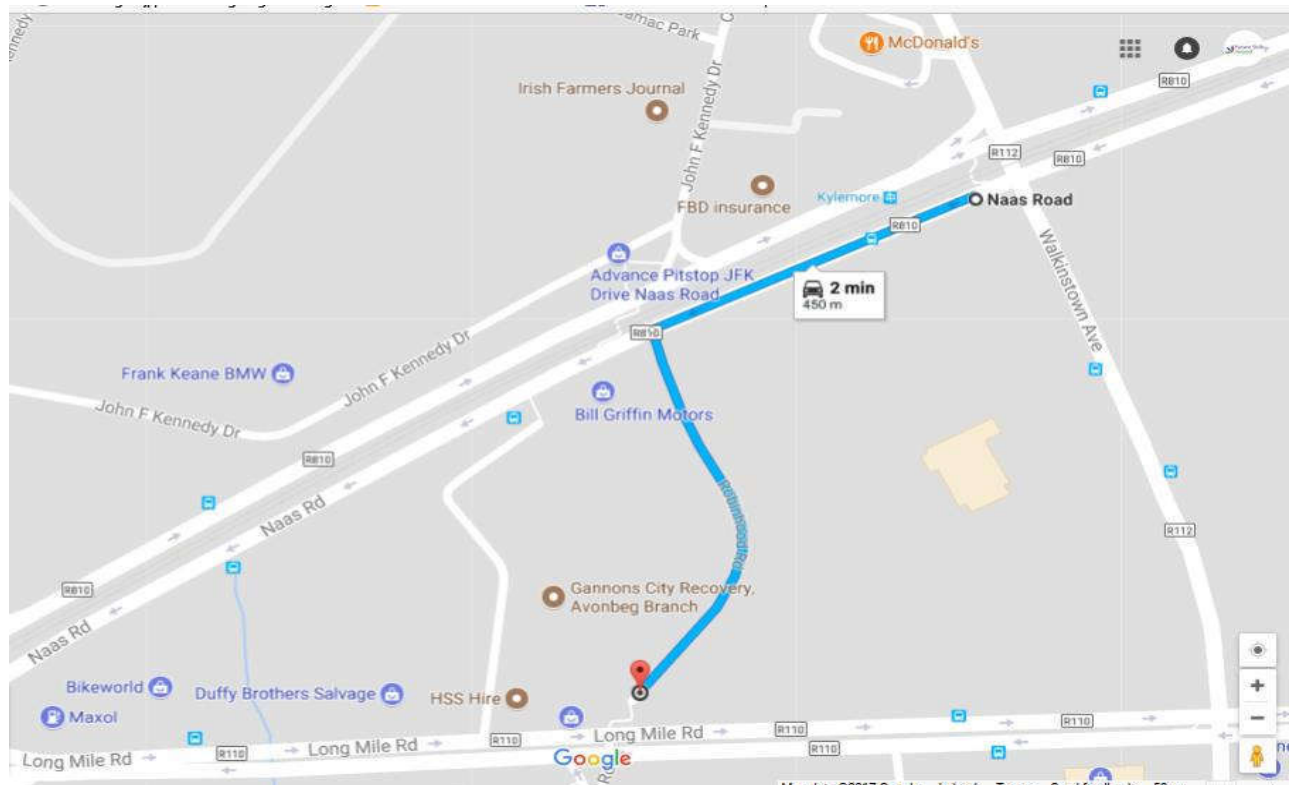 McDonald's
R810
Irish Farmers Journal
John F Kennedy Dr
R112
R810
Kylemore
Naas Road
FBD insurance
R810
Walkinstown Ave
Advance Pitstop JFK
Drive Naas Road
2 min
450 m
R810
Frank Keane BMW
John F Kennedy Dr
John F Kennedy Dr
Bill Griffin Motors
R810
Naas Rd
Robinhood Rd
R112
R810
Gannons City Recovery,
Avonbeg Branch
Naas Rd
Bikeworld
Duffy Brothers Salvage
HSS Hire
Maxol
R110
Long Mile Rd
R110
Long Mile Rd
R110
R110
Long Mile Rd
Google
R110